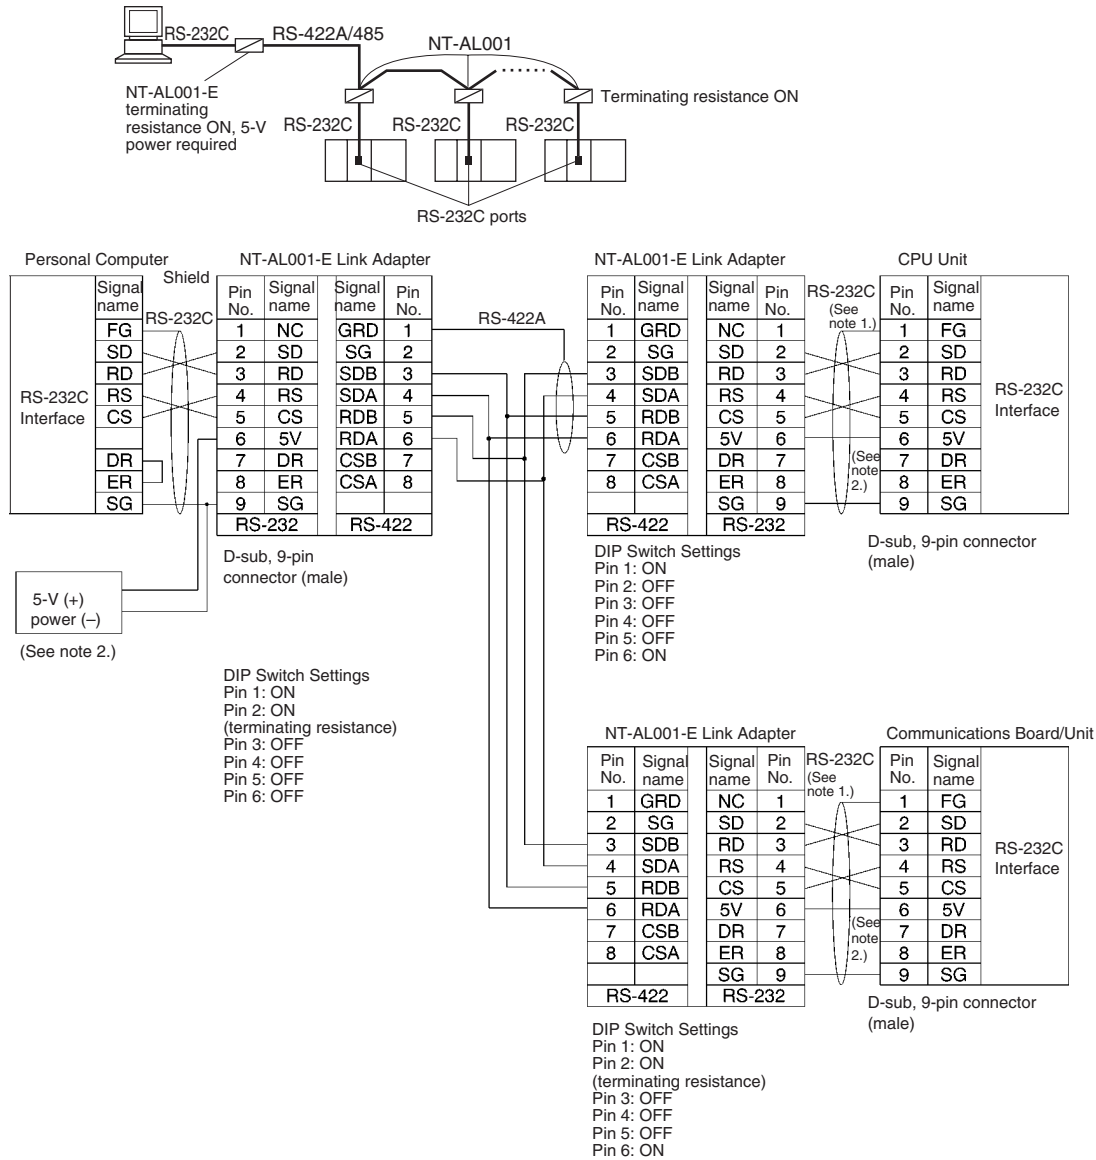 RS-232C
RS-422A/485
NT-AL001
NT-AL001-E
terminating
resistance ON, 5-V
power required
Terminating resistance ON
RS-232C RS-232C RS-232C
RS-232C ports
Personal Computer
Shield
NT-AL001-E Link Adapter
RS-232C
Interface
Signal name
FG
SD
RD
RS
CS
DR
ER
SG
RS-232C
Pin No. Signal name Signal name Pin No.
1 NC GRD 1
2 SD SG 2
3 RD SDB 3
4 RS SDA 4
5 CS RDB 5
6 5V RDA 6
7 DR CSB 7
8 ER CSA 8
9 SG
RS-232 RS-422
D-sub, 9-pin
connector (male)
5-V (+)
power (–)
(See note 2.)
DIP Switch Settings
Pin 1: ON
Pin 2: ON
(terminating resistance)
Pin 3: OFF
Pin 4: OFF
Pin 5: OFF
Pin 6: OFF
RS-422A
NT-AL001-E Link Adapter
CPU Unit
Pin No. Signal name Signal name Pin No.
1 GRD NC 1
2 SG SD 2
3 SDB RD 3
4 SDA RS 4
5 RDB CS 5
6 RDA 5V 6
7 CSB DR 7
8 CSA ER 8
SG 9
RS-422 RS-232
RS-232C
(See
note 1.)
(See
note
2.)
Pin No. Signal name
1 FG
2 SD
3 RD
4 RS
5 CS
6 5V
7 DR
8 ER
9 SG
RS-232C
Interface
D-sub, 9-pin connector
(male)
DIP Switch Settings
Pin 1: ON
Pin 2: OFF
Pin 3: OFF
Pin 4: OFF
Pin 5: OFF
Pin 6: ON
NT-AL001-E Link Adapter
Communications Board/Unit
Pin No. Signal name Signal name Pin No.
1 GRD NC 1
2 SG SD 2
3 SDB RD 3
4 SDA RS 4
5 RDB CS 5
6 RDA 5V 6
7 CSB DR 7
8 CSA ER 8
SG 9
RS-422 RS-232
RS-232C
(See
note 1.)
(See
note
2.)
Pin No. Signal name
1 FG
2 SD
3 RD
4 RS
5 CS
6 5V
7 DR
8 ER
9 SG
RS-232C
Interface
D-sub, 9-pin connector
(male)
DIP Switch Settings
Pin 1: ON
Pin 2: ON
(terminating resistance)
Pin 3: OFF
Pin 4: OFF
Pin 5: OFF
Pin 6: ON